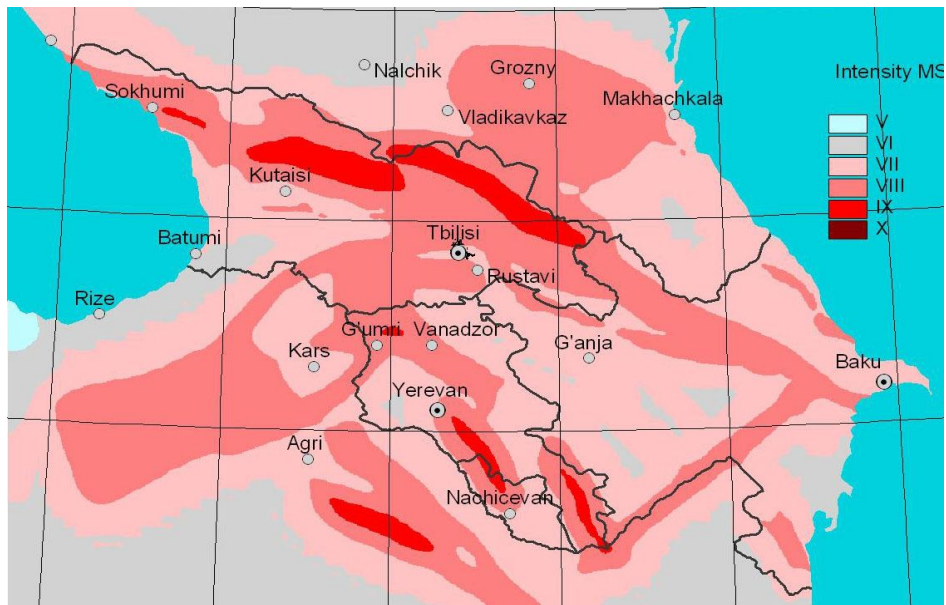 Nalchik
Grozny
Intensity MS
Sokhumi
Vladikavkaz
Makhachkala
V
VI
VII
VIII
IX
X
Kutaisi
Tbilisi
Batumi
Rustavi
Rize
G'umri
Vanadzor
G'anja
Kars
Baku
Yerevan
Agri
Nachicevan